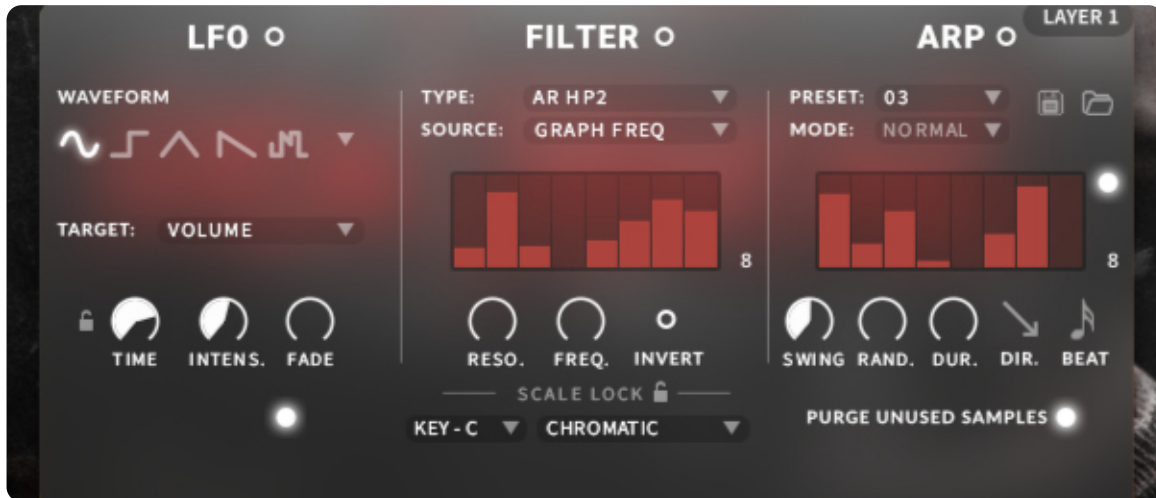 LAYER 1
LFO
FILTER
ARP
WAVEFORM
TARGET: VOLUME
TIME INTENS. FADE
TYPE: AR HP2
SOURCE: GRAPH FREQ
8
RESO. FREQ. INVERT
PRESET: 03
MODE: NORMAL
8
SWING RAND. DUR. DIR. BEAT
SCALE LOCK
KEY - C CHROMATIC
PURGE UNUSED SAMPLES